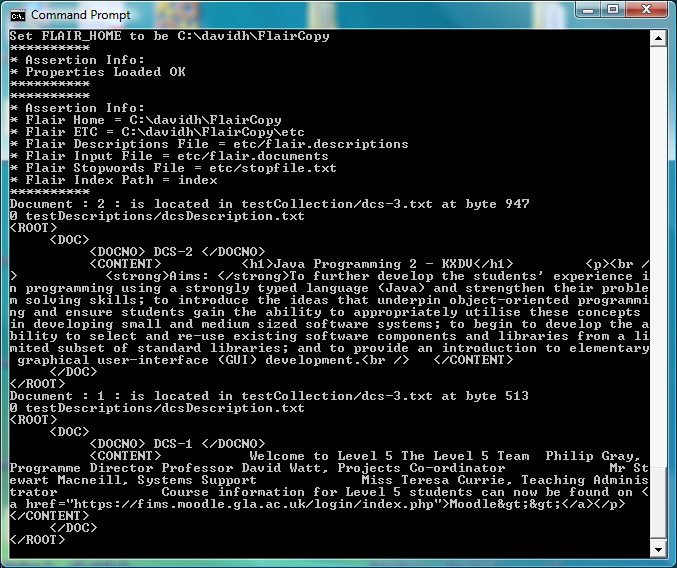 Command Prompt
Set FLAIR_HOME to be C:\davidh\FlairCopy
**********
* Assertion Info:
* Properties Loaded OK
**********
**********
* Assertion Info:
* Flair Home = C:\davidh\FlairCopy
* Flair ETC = C:\davidh\FlairCopy\etc
* Flair Descriptions File = etc/flair.descriptions
* Flair Input File = etc/flair.documents
* Flair Stopwords File = etc/stopfile.txt
* Flair Index Path = index
**********
Document : 2 : is located in testCollection/dcs-3.txt at byte 947
0 testDescriptions/dcsDescription.txt
<ROOT>
<DOC>
<DOCNO> DCS-2 </DOCNO>
<CONTENT> <h1>Java Programming 2 - KXDV</h1> <p><br /
> <strong>Aims: </strong>To further develop the students' experience i
n programming using a strongly typed language (Java) and strengthen their proble
m solving skills; to introduce the ideas that underpin object-oriented programmi
ng and ensure students gain the ability to appropriately utilise these concepts
in developing small and medium sized software systems; to begin to develop the a
bility to select and re-use existing software components and libraries from a li
mited subset of standard libraries; and to provide an introduction to elementary
graphical user-interface (GUI) development.<br /> </CONTENT>
</DOC>
</ROOT>
Document : 1 : is located in testCollection/dcs-3.txt at byte 513
0 testDescriptions/dcsDescription.txt
<ROOT>
<DOC>
<DOCNO> DCS-1 </DOCNO>
<CONTENT> Welcome to Level 5 The Level 5 Team Philip Gray,
Programme Director Professor David Watt, Projects Co-ordinator Mr St
ewart Macneill, Systems Support Miss Teresa Currie, Teaching Adminis
trator Course information for Level 5 students can now be found on <
a href="https://fims.moodle.gla.ac.uk/login/index.php">Moodle&gt;&gt;</a></p>
</CONTENT>
</DOC>
</ROOT>